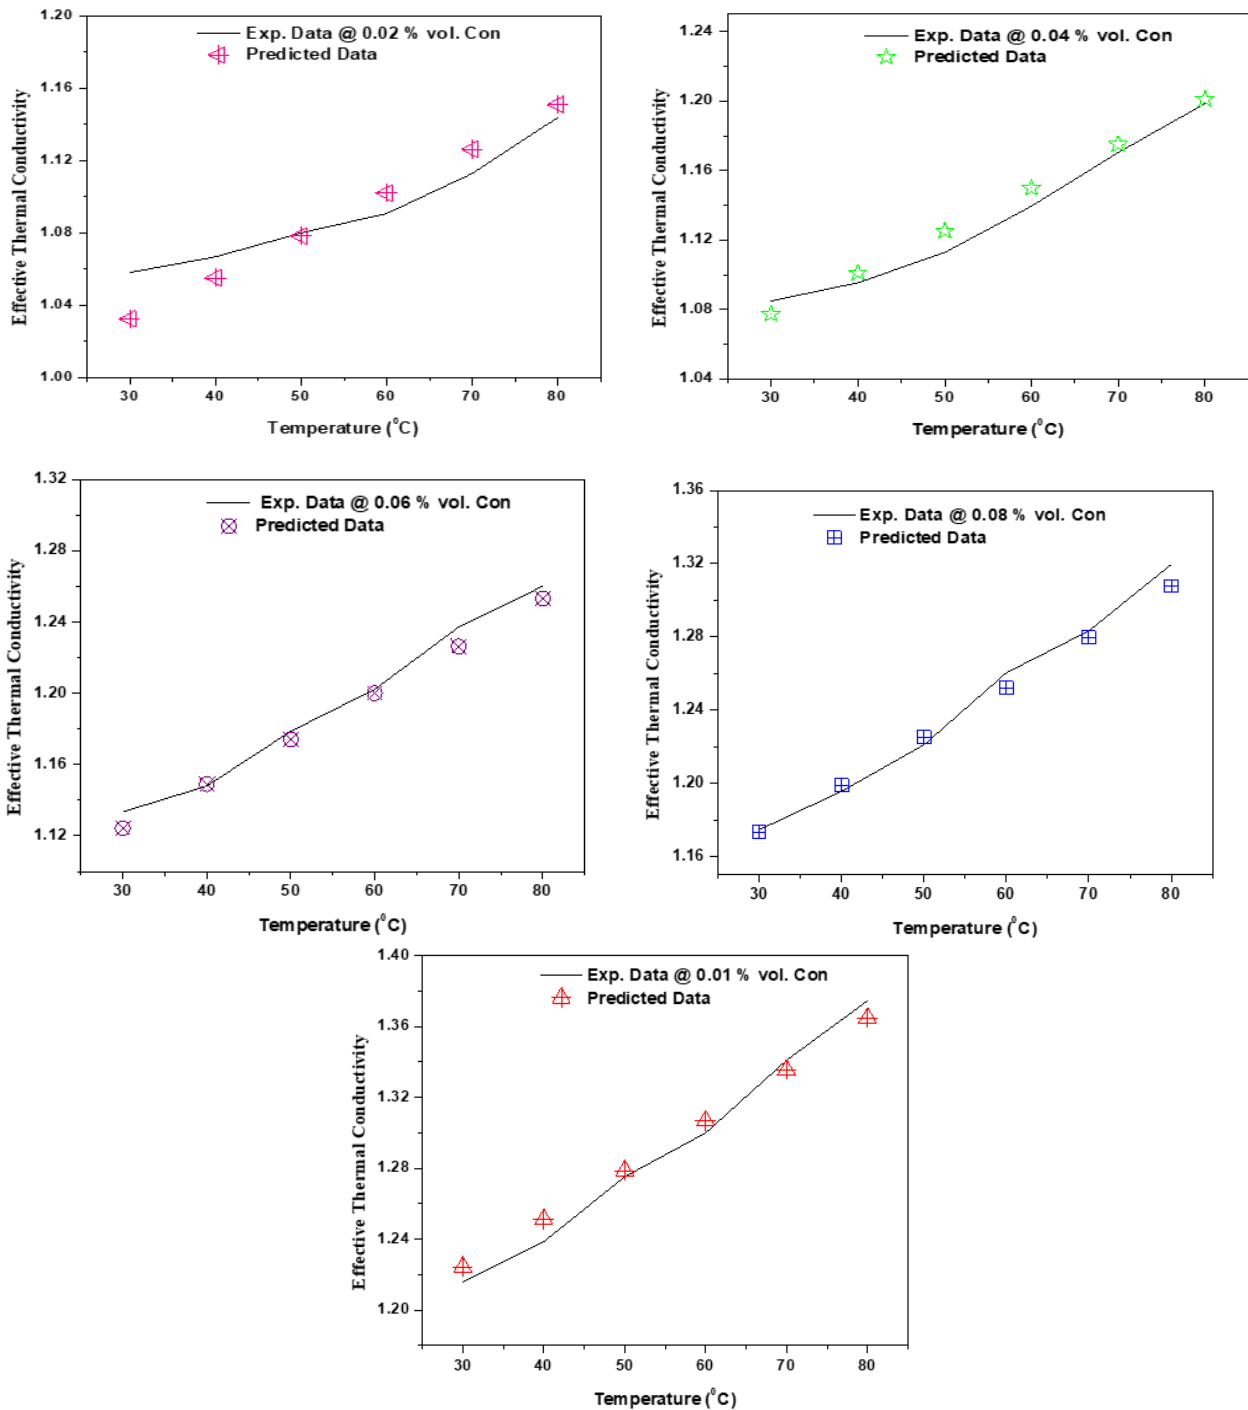 Exp. Data @ 0.02 % vol. Con
Predicted Data
Effective Thermal Conductivity
1.20
1.16
1.12
1.08
1.04
1.00
30 40 50 60 70 80
Temperature (⁰C)
Exp. Data @ 0.04 % vol. Con
Predicted Data
Effective Thermal Conductivity
1.24
1.20
1.16
1.12
1.08
1.04
30 40 50 60 70 80
Temperature (⁰C)
Exp. Data @ 0.06 % vol. Con
Predicted Data
Effective Thermal Conductivity
1.32
1.28
1.24
1.20
1.16
1.12
30 40 50 60 70 80
Temperature (⁰C)
Exp. Data @ 0.08 % vol. Con
Predicted Data
Effective Thermal Conductivity
1.36
1.32
1.28
1.24
1.20
1.16
30 40 50 60 70 80
Temperature (⁰C)
Exp. Data @ 0.01 % vol. Con
Predicted Data
Effective Thermal Conductivity
1.40
1.36
1.32
1.28
1.24
1.20
30 40 50 60 70 80
Temperature (⁰C)